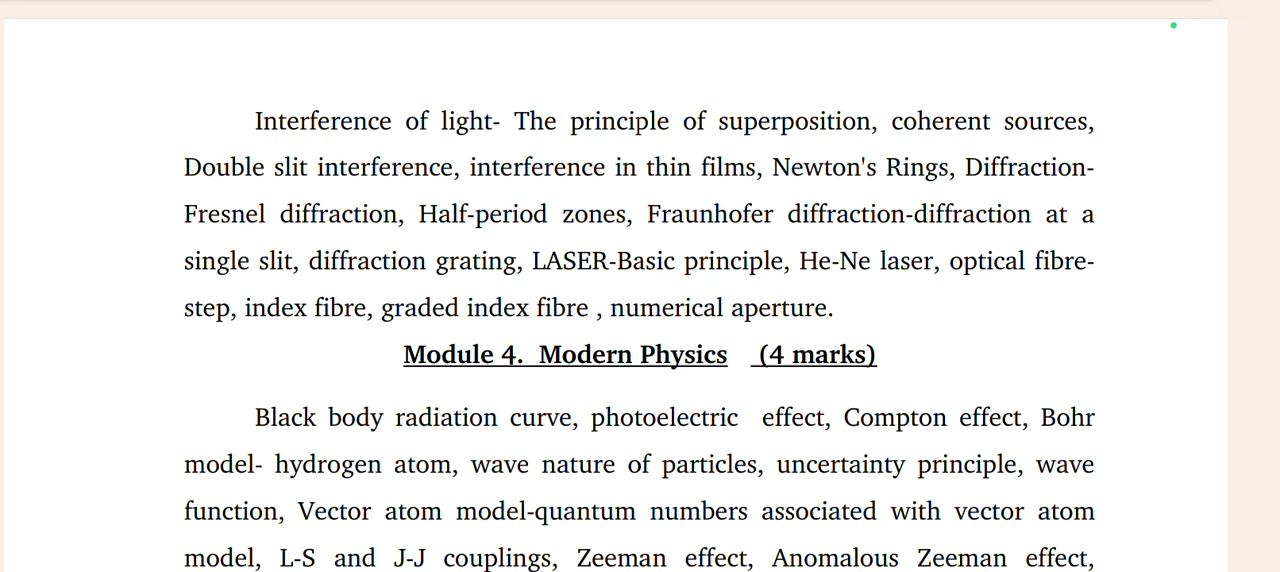 Interference of light- The principle of superposition, coherent sources,
Double slit interference, interference in thin films, Newton's Rings, Diffraction-
Fresnel diffraction, Half-period zones, Fraunhofer diffraction-diffraction at a
single slit, diffraction grating, LASER-Basic principle, He-Ne laser, optical fibre-
step, index fibre, graded index fibre , numerical aperture.
Module 4. Modern Physics (4 marks)
Black body radiation curve, photoelectric effect, Compton effect, Bohr
model- hydrogen atom, wave nature of particles, uncertainty principle, wave
function, Vector atom model-quantum numbers associated with vector atom
model, L-S and J-J couplings, Zeeman effect, Anomalous Zeeman effect,